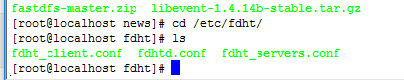 fastdfs-master.zip  libevent-1.4.14b-stable.tar.gz
[root@localhost news]# cd /etc/fdht/
[root@localhost fdht]# ls
fdht_client.conf  fdhtd.conf  fdht_servers.conf
[root@localhost fdht]#